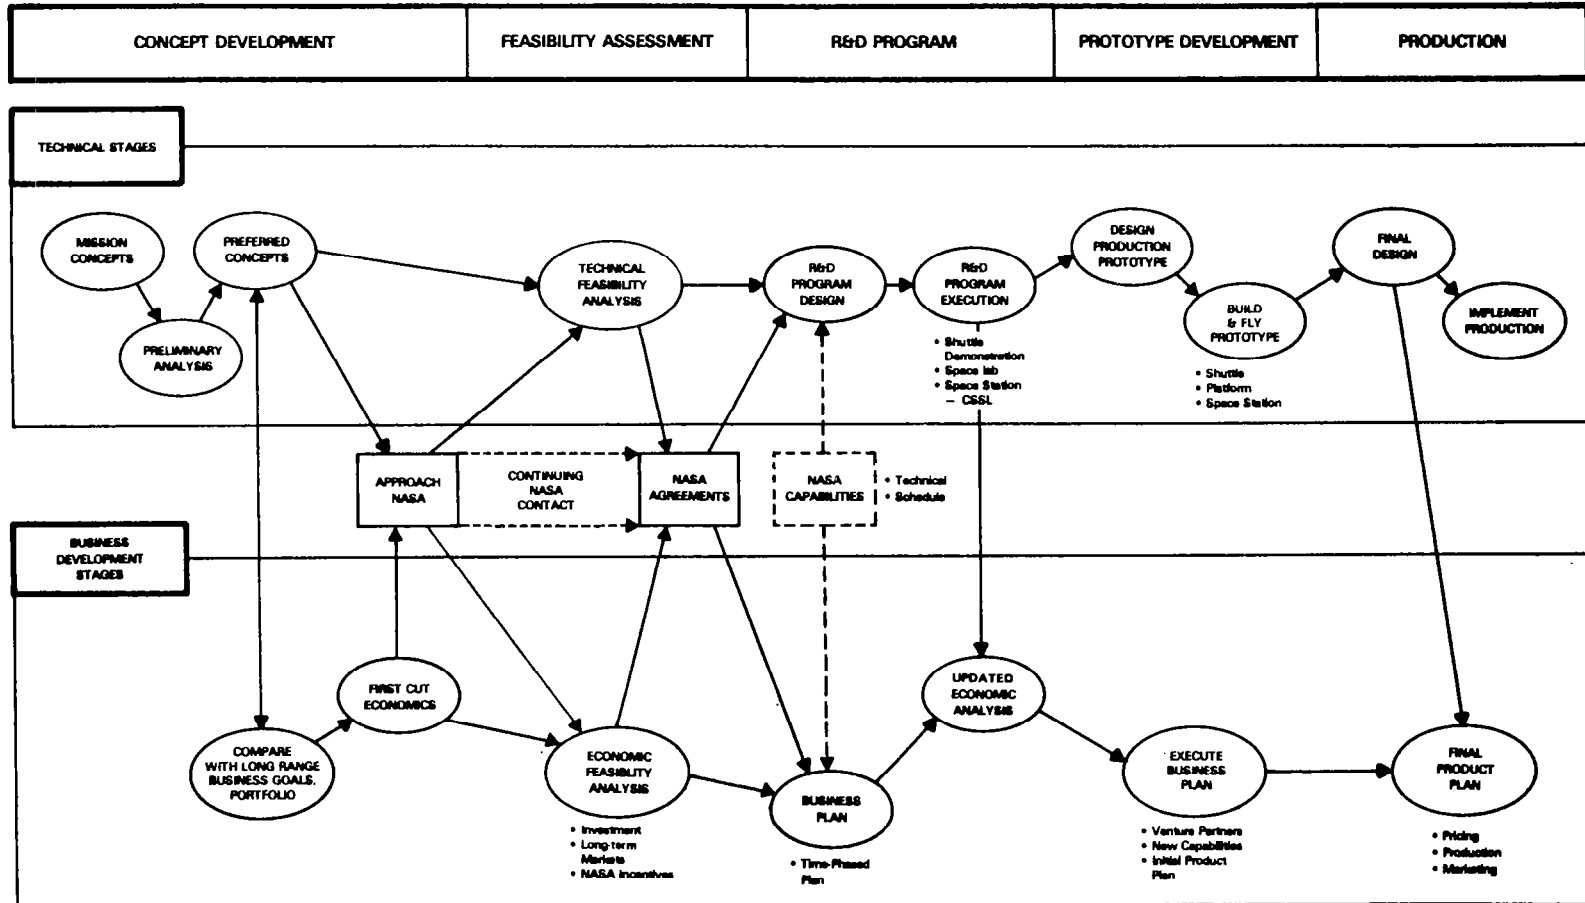 CONCEPT DEVELOPMENT
FEASIBILITY ASSESSMENT
R&D PROGRAM
PROTOTYPE DEVELOPMENT
PRODUCTION
TECHNICAL STAGES
MISSION
CONCEPTS
PREFERRED
CONCEPTS
PRELIMINARY
ANALYSIS
TECHNICAL
FEASIBILITY
ANALYSIS
R&D
PROGRAM
DESIGN
R&D
PROGRAM
EXECUTION
• Shuttle
Demonstration
• Space lab
• Space Station
– CSSL
DESIGN
PRODUCTION
PROTOTYPE
BUILD
& FLY
PROTOTYPE
• Shuttle
• Platform
• Space Station
FINAL
DESIGN
IMPLEMENT
PRODUCTION
APPROACH
NASA
CONTINUING
NASA
CONTACT
NASA
AGREEMENTS
NASA
CAPABILITIES
• Technical
• Schedule
BUSINESS
DEVELOPMENT
STAGES
COMPARE
WITH LONG RANGE
BUSINESS GOALS,
PORTFOLIO
FIRST CUT
ECONOMICS
ECONOMIC
FEASIBILITY
ANALYSIS
• Investment
• Long-term
Markets
• NASA Incentives
BUSINESS
PLAN
• Time-Phased
Plan
UPDATED
ECONOMIC
ANALYSIS
EXECUTE
BUSINESS
PLAN
• Venture Partners
• New Capabilities
• Initial Product
Plan
FINAL
PRODUCT
PLAN
• Pricing
• Production
• Marketing